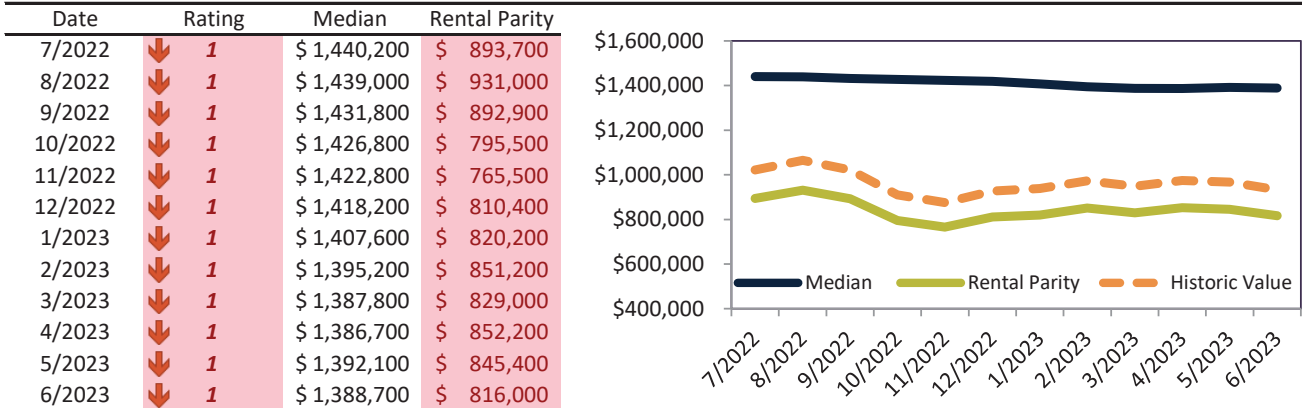 Date Rating Median Rental Parity
7/2022 1 $ 1,440,200 $ 893,700
8/2022 1 $ 1,439,000 $ 931,000
9/2022 1 $ 1,431,800 $ 892,900
10/2022 1 $ 1,426,800 $ 795,500
11/2022 1 $ 1,422,800 $ 765,500
12/2022 1 $ 1,418,200 $ 810,400
1/2023 1 $ 1,407,600 $ 820,200
2/2023 1 $ 1,395,200 $ 851,200
3/2023 1 $ 1,387,800 $ 829,000
4/2023 1 $ 1,386,700 $ 852,200
5/2023 1 $ 1,392,100 $ 845,400
6/2023 1 $ 1,388,700 $ 816,000
$1,600,000
$1,400,000
$1,200,000
$1,000,000
$800,000
$600,000
$400,000
Median Rental Parity Historic Value
7/2022 8/2022 9/2022 10/2022 11/2022 12/2022 1/2023 2/2023 3/2023 4/2023 5/2023 6/2023